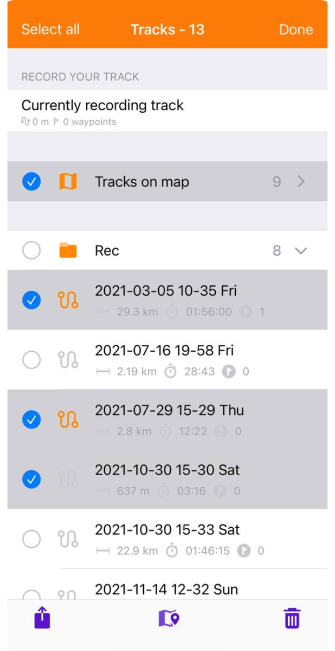 Select all Tracks - 13 Done
RECORD YOUR TRACK
Currently recording track
0 m 0 waypoints
Tracks on map 9
Rec 8
2021-03-05 10-35 Fri
29.3 km 01:56:00 1
2021-07-16 19-58 Fri
2.19 km 28:43 0
2021-07-29 15-29 Thu
2.8 km 12:22 0
2021-10-30 15-30 Sat
637 m 03:16 0
2021-10-30 15-33 Sat
22.9 km 01:46:15 0
2021-11-14 12-32 Sun